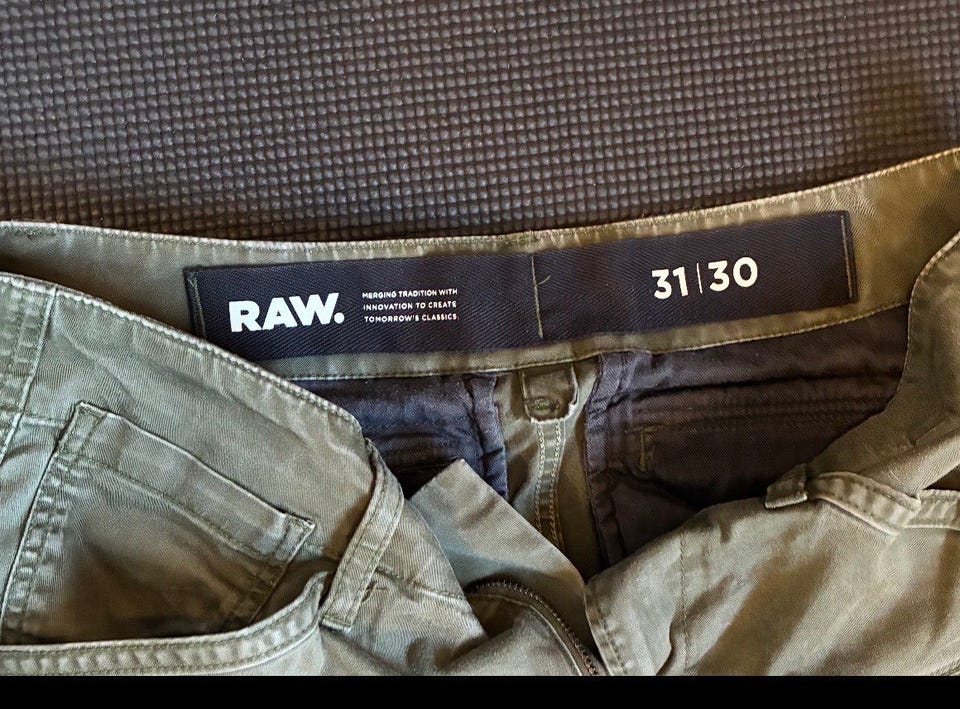 RAW.
MERGING TRADITION WITH
INNOVATION TO CREATE
TOMORROW'S CLASSICS.
31|30